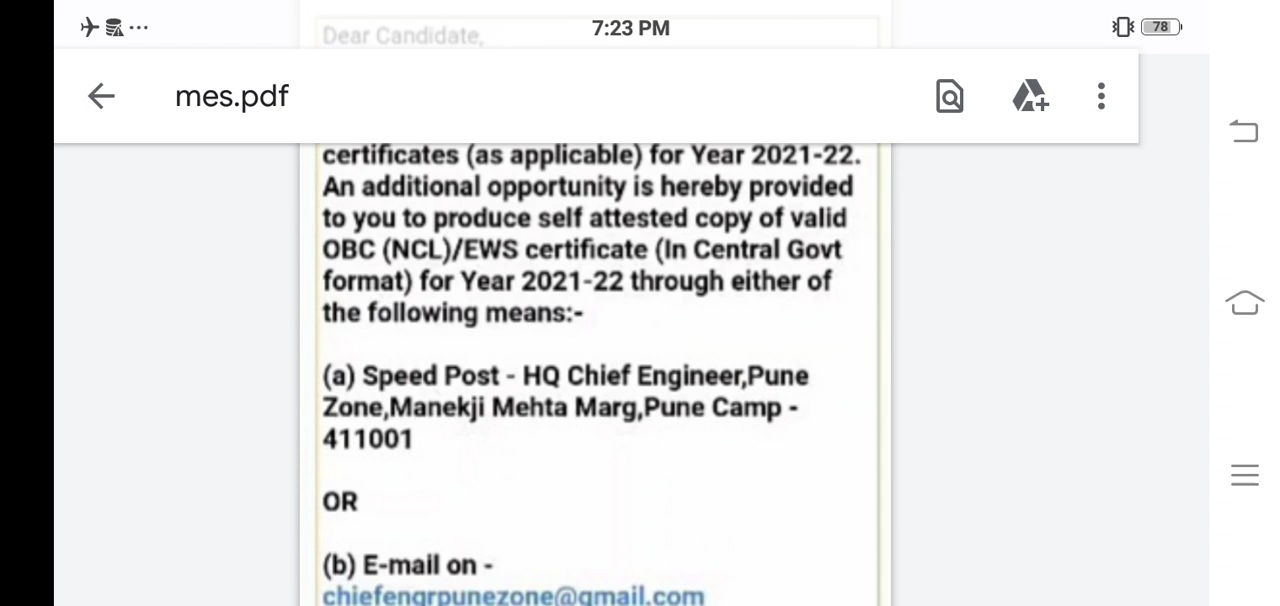 7:23 PM
78
Dear Candidate,
mes.pdf
certificates (as applicable) for Year 2021-22.
An additional opportunity is hereby provided
to you to produce self attested copy of valid
OBC (NCL)/EWS certificate (In Central Govt
format) for Year 2021-22 through either of
the following means:-
(a) Speed Post - HQ Chief Engineer,Pune
Zone,Manekji Mehta Marg,Pune Camp -
411001
OR
(b) E-mail on -
chiefengrpunezone@gmail.com